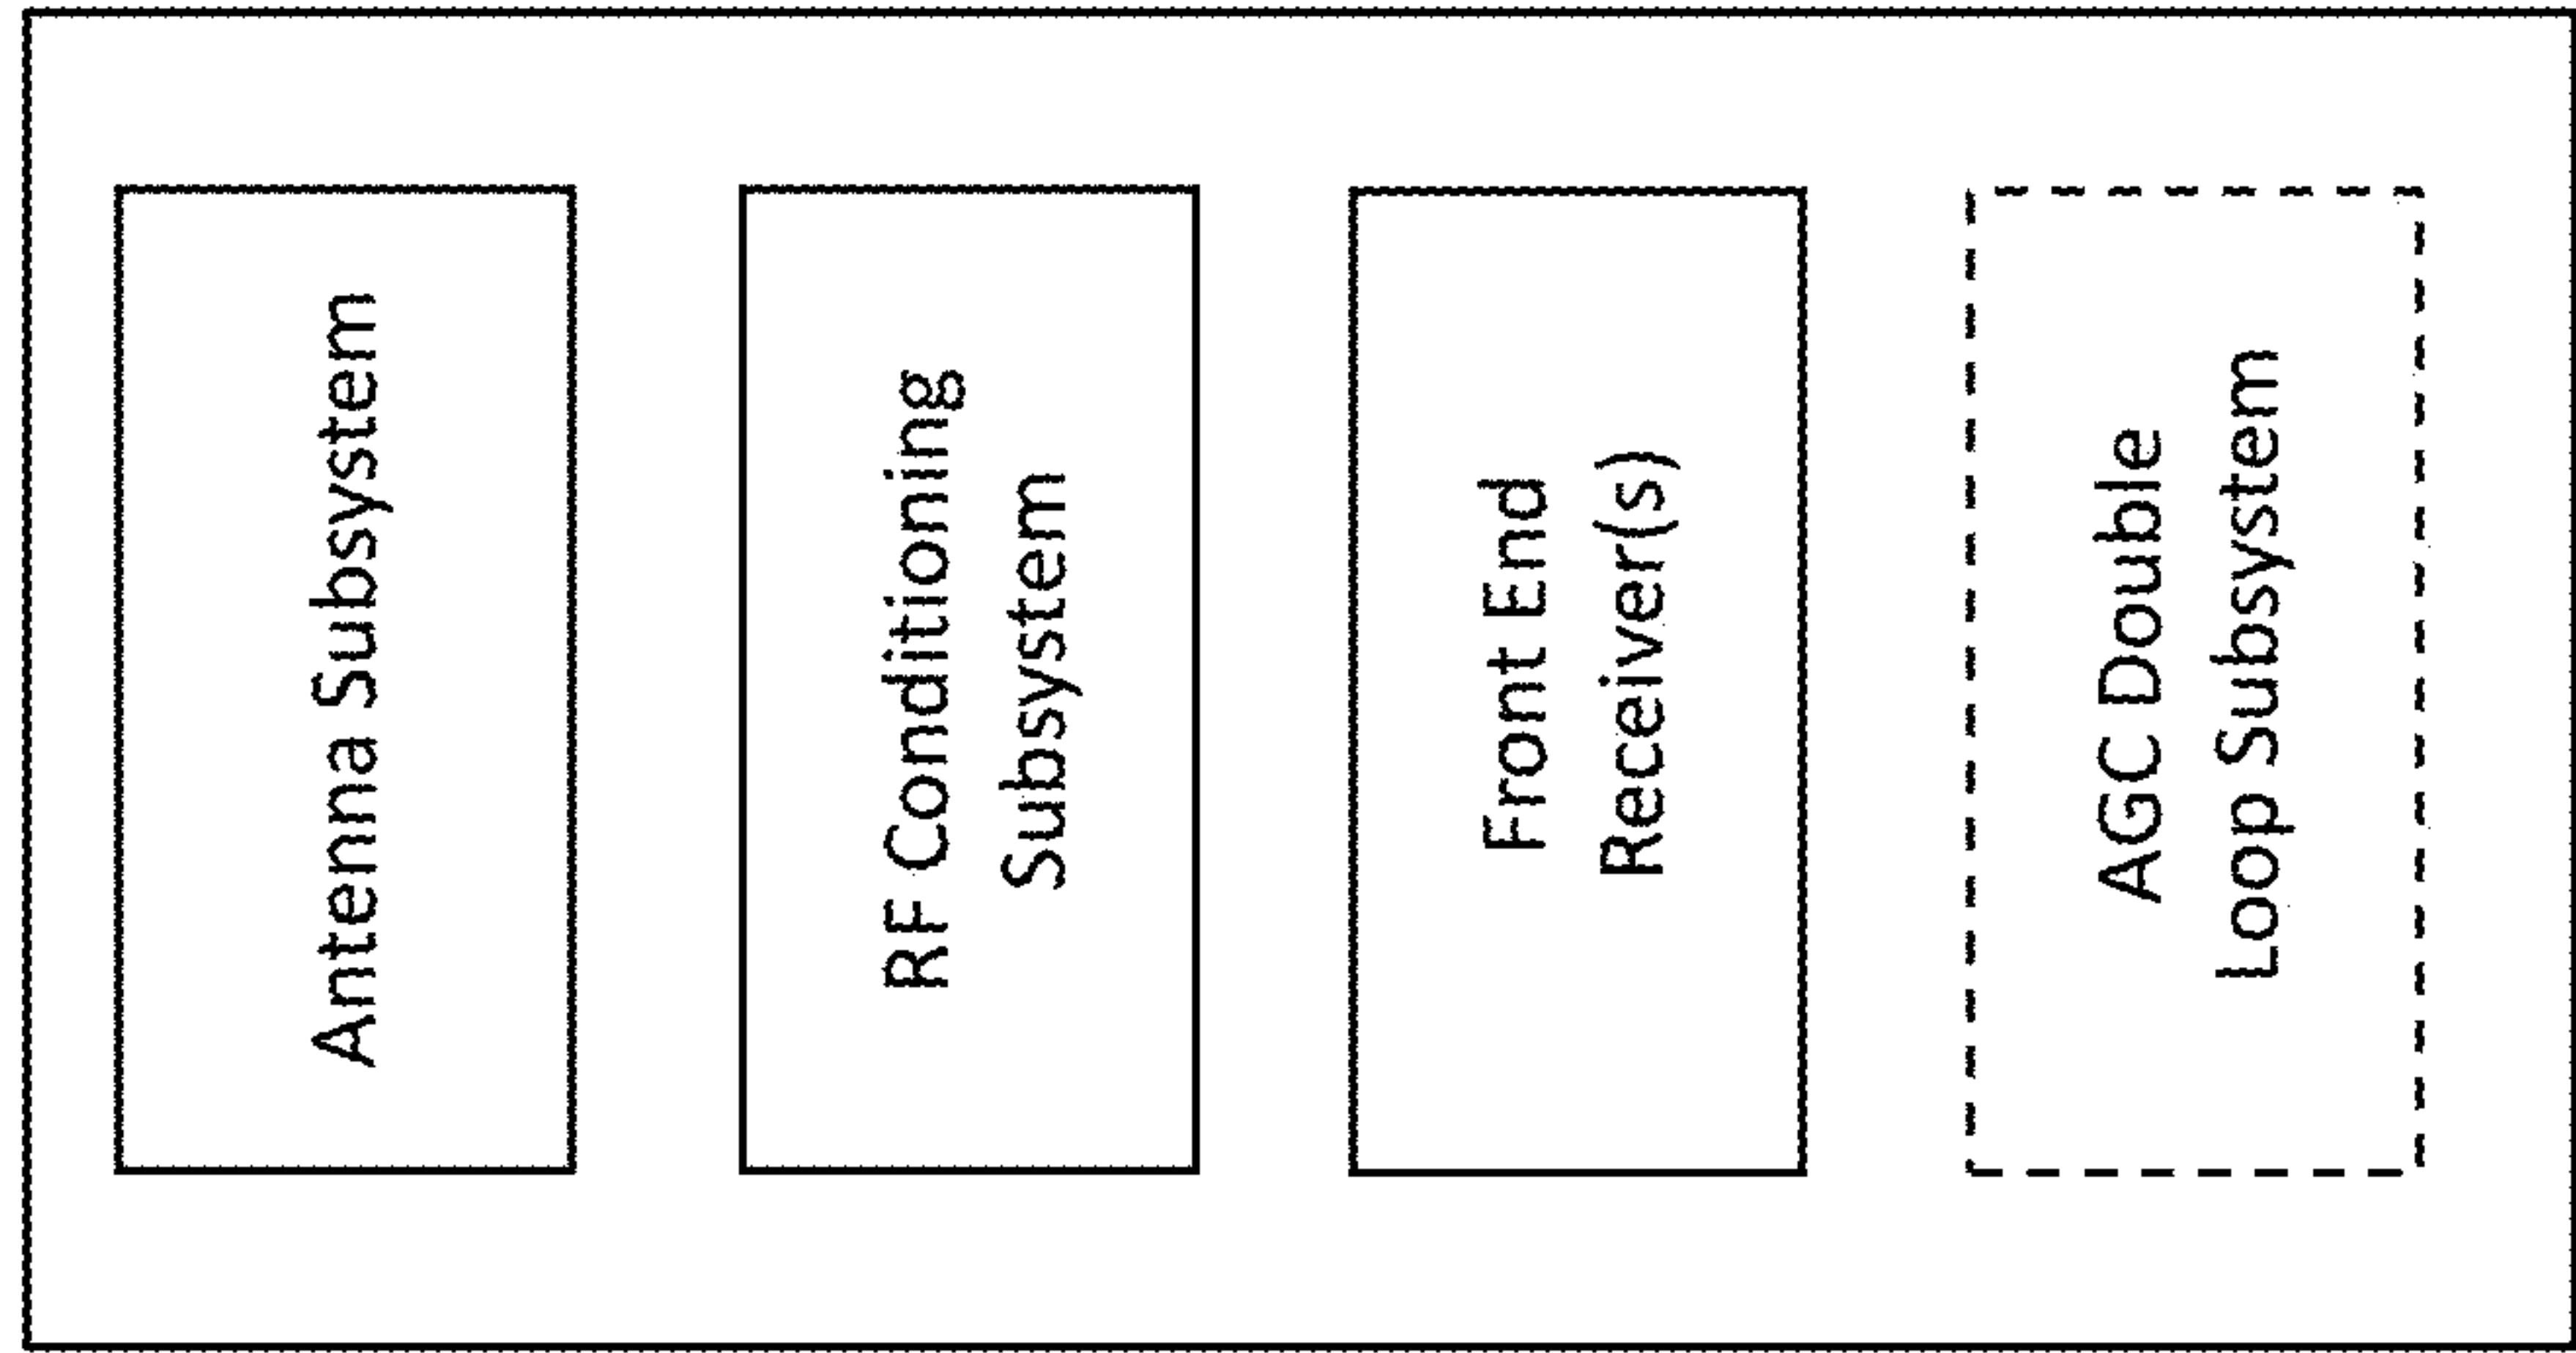 Antenna Subsystem
RF Conditioning
Subsystem
Front End
Receiver(s)
AGC Double
Loop Subsystem